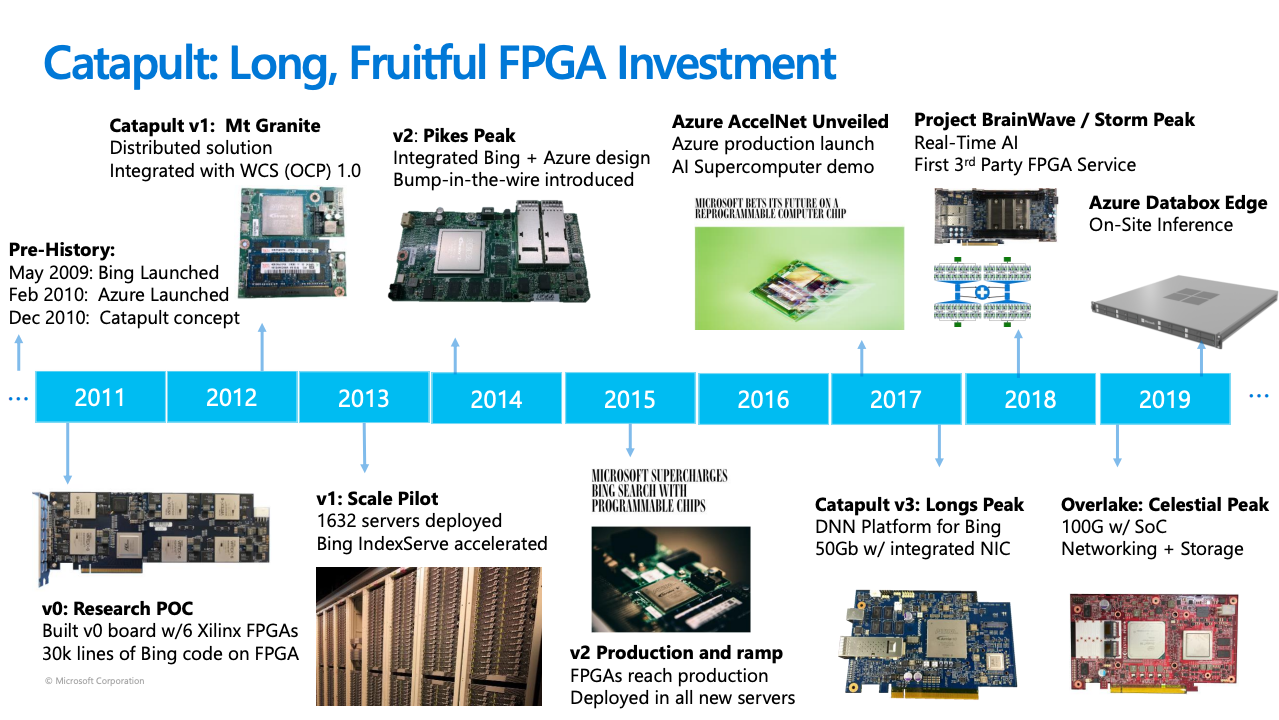 Catapult: Long, Fruitful FPGA Investment
Catapult v1:  Mt Granite
Distributed solution
Integrated with WCS (OCP) 1.0
v2: Pikes Peak
Integrated Bing + Azure design
Bump-in-the-wire introduced
Azure AccelNet Unveiled
Azure production launch
AI Supercomputer demo
MICROSOFT BETS ITS FUTURE ON A
REPROGRAMMABLE COMPUTER CHIP
Project BrainWave / Storm Peak
Real-Time AI
First 3rd Party FPGA Service
Azure Databox Edge
On-Site Inference
Pre-History:
May 2009: Bing Launched
Feb 2010:  Azure Launched
Dec 2010:  Catapult concept
... 2011 2012 2013 2014 2015 2016 2017 2018 2019 ...
v0: Research POC
Built v0 board w/6 Xilinx FPGAs
30k lines of Bing code on FPGA
v1: Scale Pilot
1632 servers deployed
Bing IndexServe accelerated
MICROSOFT SUPERCHARGES
BING SEARCH WITH
PROGRAMMABLE CHIPS
v2 Production and ramp
FPGAs reach production
Deployed in all new servers
Catapult v3: Longs Peak
DNN Platform for Bing
50Gb w/ integrated NIC
Overlake: Celestial Peak
100G w/ SoC
Networking + Storage
© Microsoft Corporation